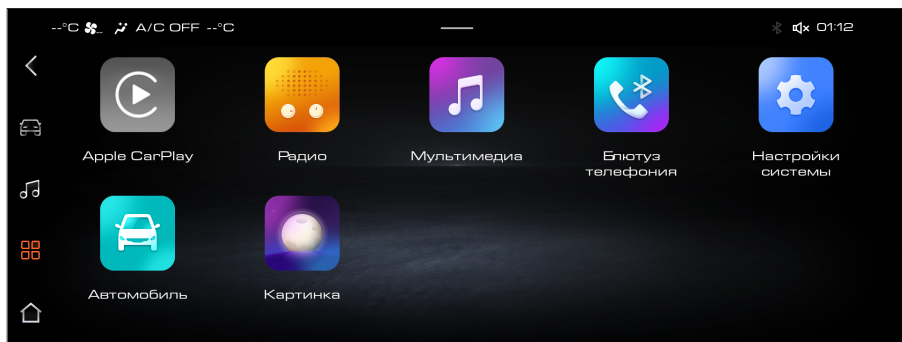 --°C A/C OFF --°C 01:12
Apple CarPlay Радио Мультимедиа Блютуз Настройки
телефония системы
Автомобиль Картинка